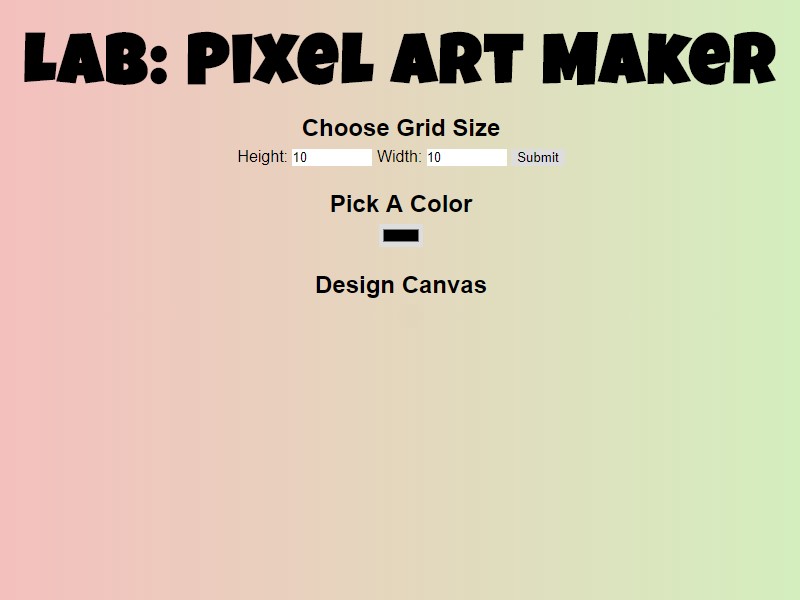 Lab: Pixel Art Maker
Choose Grid Size
Height: 10 Width: 10 Submit
Pick A Color
Design Canvas